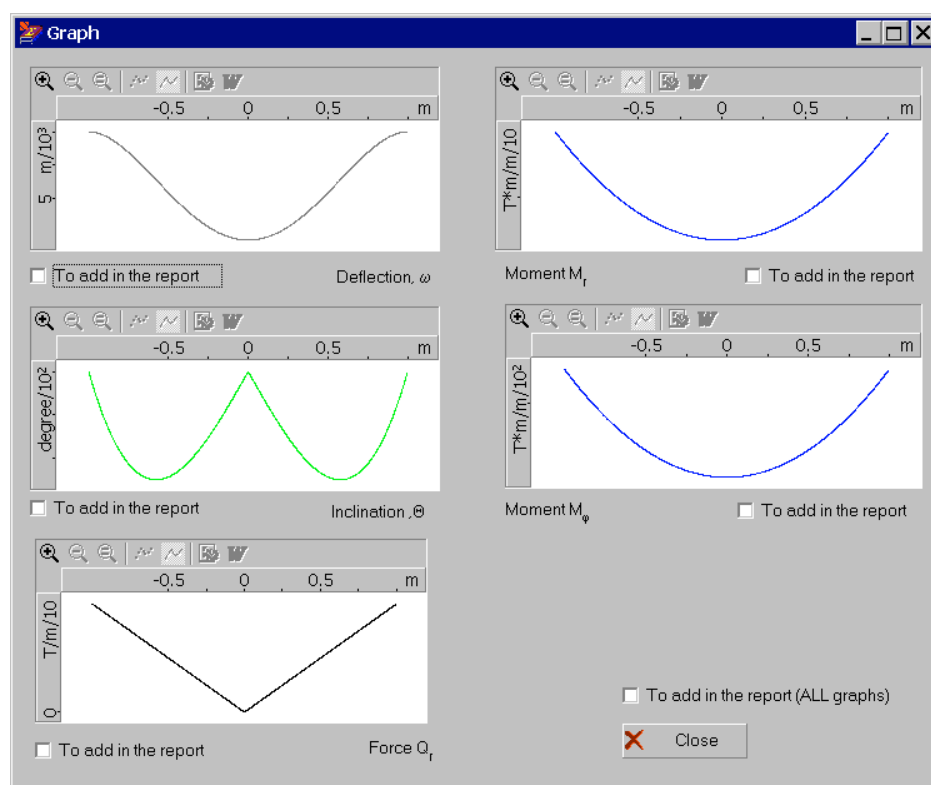 Graph
-0.5 0 0.5 m
m/10³
5
To add in the report
Deflection, ω
-0.5 0 0.5 m
T*m/m/10
Moment Mr
To add in the report
-0.5 0 0.5 m
degree/10²
To add in the report
Inclination ,Θ
-0.5 0 0.5 m
T*m/m/10²
Moment Mφ
To add in the report
-0.5 0 0.5 m
T/m/10
0
To add in the report
Force Qr
To add in the report (ALL graphs)
Close